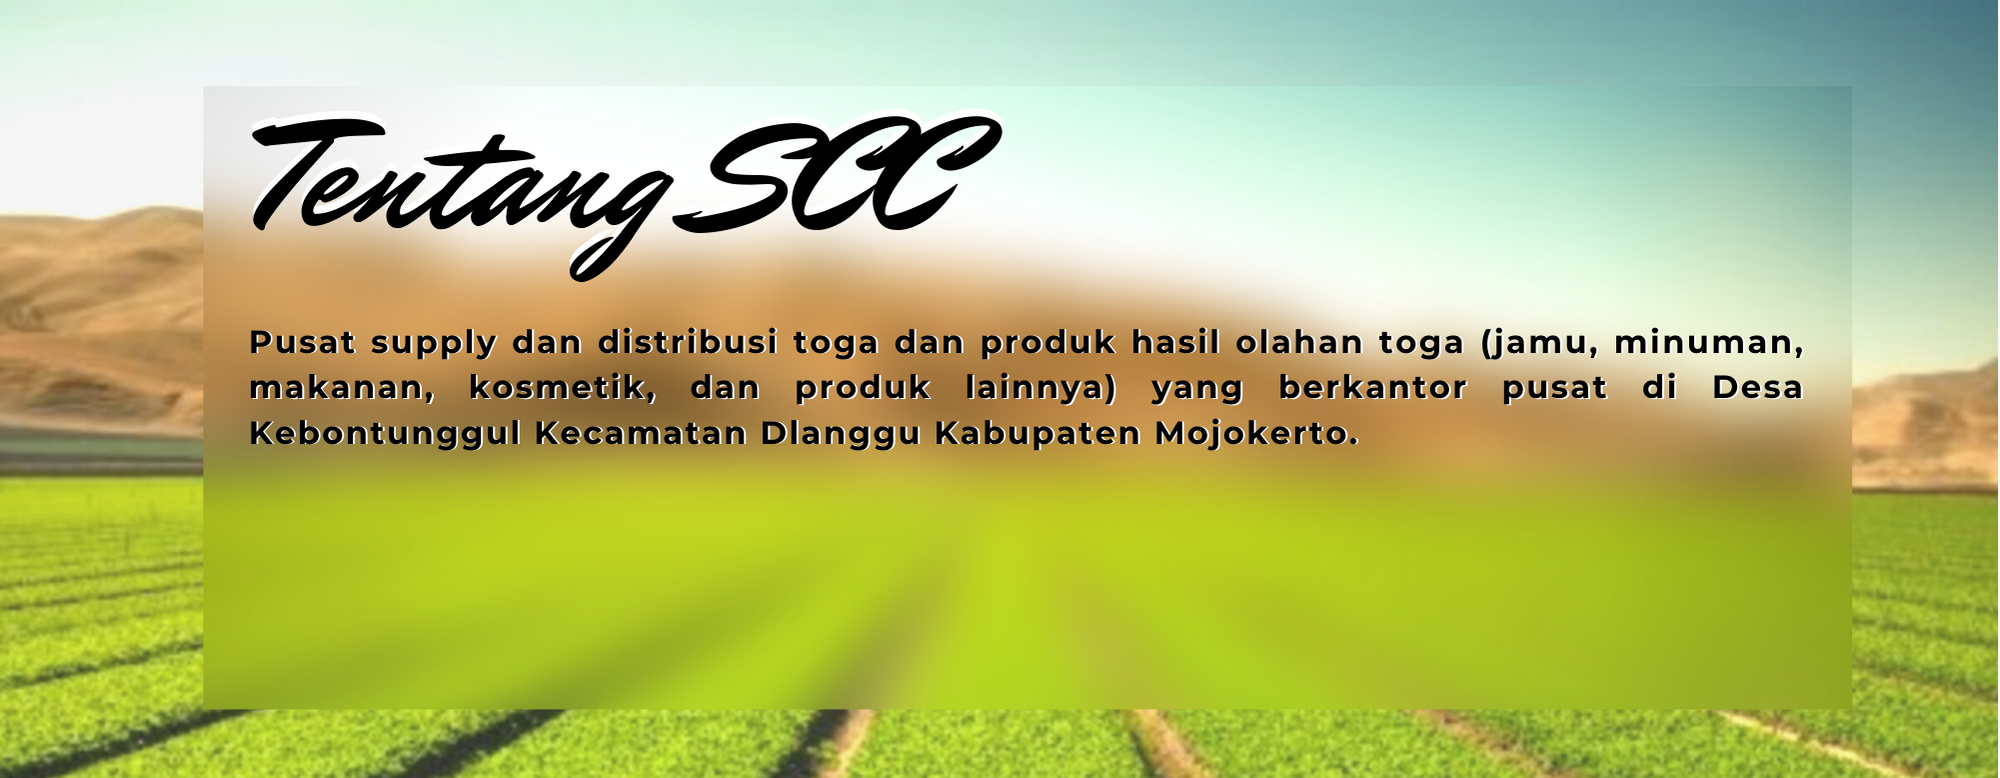 Tentang SCC
Pusat supply dan distribusi toga dan produk hasil olahan toga (jamu, minuman,
makanan, kosmetik, dan produk lainnya) yang berkantor pusat di Desa
Kebontunggul Kecamatan Dlanggu Kabupaten Mojokerto.